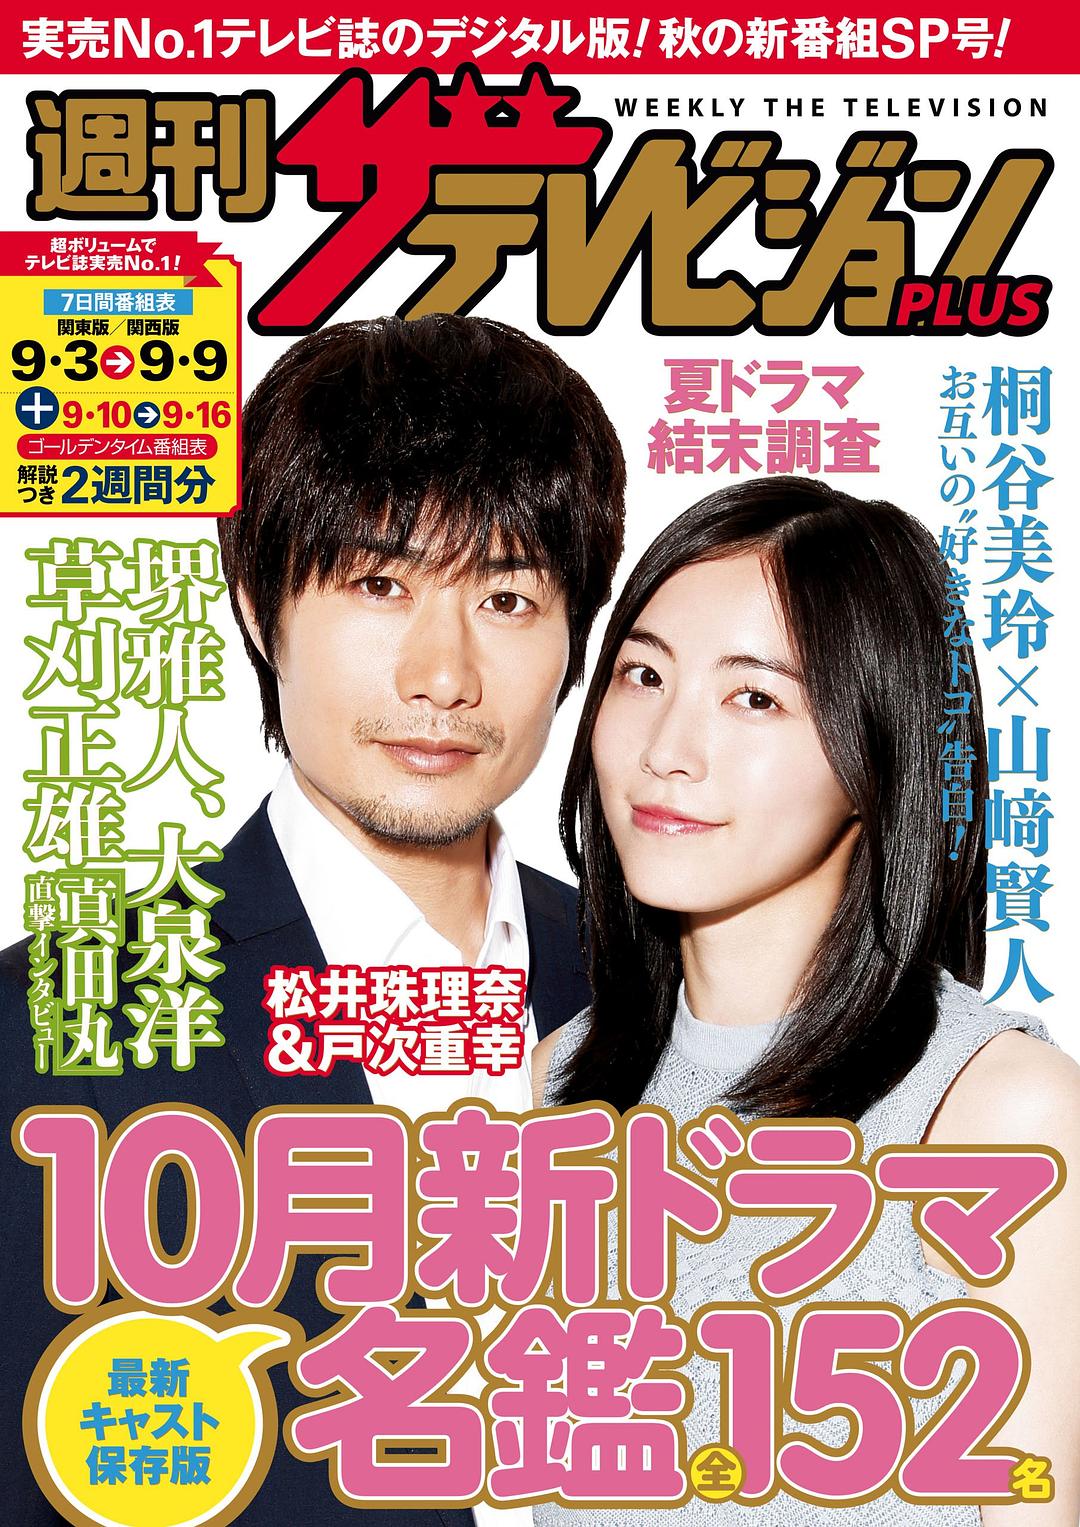 実売No.1テレビ誌のデジタル版! 秋の新番組SP号!
WEEKLY THE TELEVISION
週刊ザテレビジョン
PLUS
超ボリュームで
テレビ誌実売No.1!
7日間番組表
関東版/関西版
9・3→9・9
+9・10→9・16
ゴールデンタイム番組表
解説つき2週間分
夏ドラマ
結末調査
桐谷美玲×山﨑賢人
お互いの“好きなトコ”告白!
堺雅人、大泉洋
草刈正雄「真田丸」
直撃インタビュー
松井珠理奈
&戸次重幸
10月新ドラマ
名鑑全152名
最新
キャスト
保存版